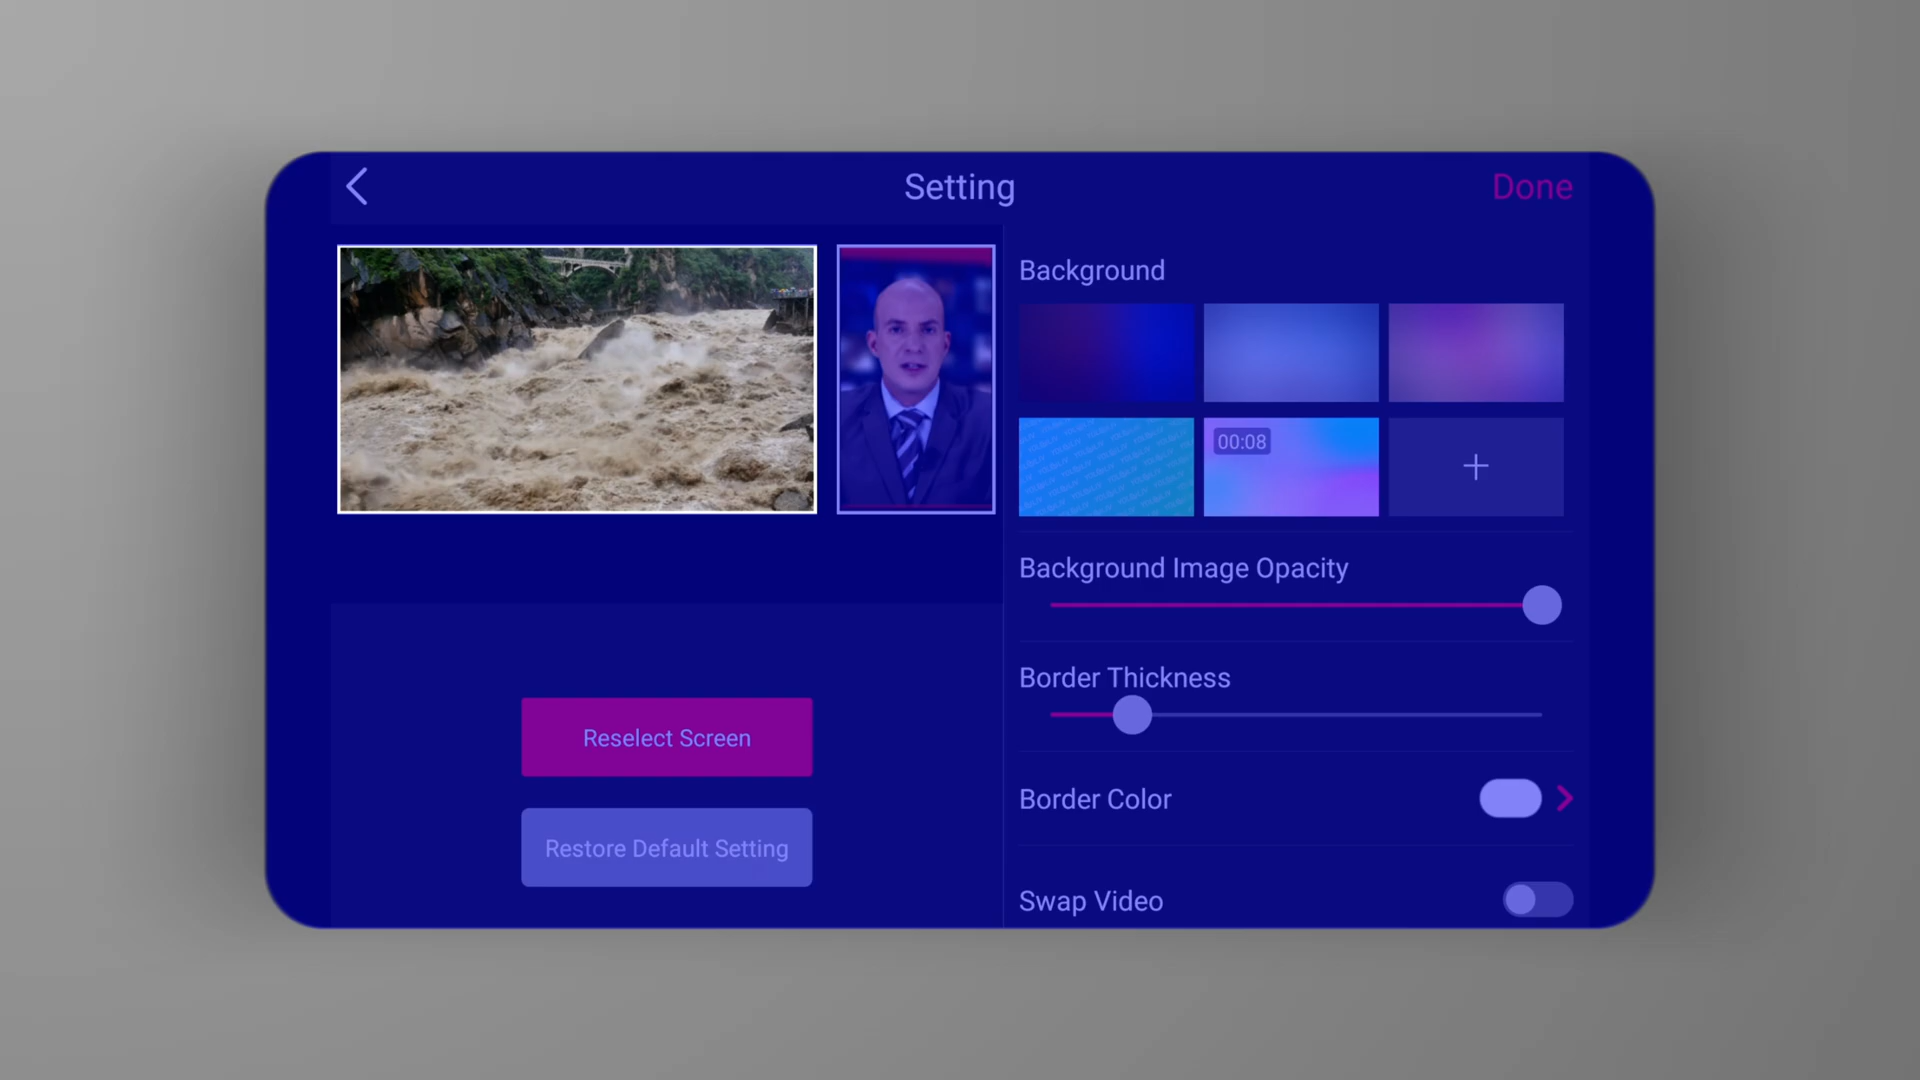 Setting
Done
Background
00:08
Background Image Opacity
Border Thickness
Reselect Screen
Border Color
Restore Default Setting
Swap Video